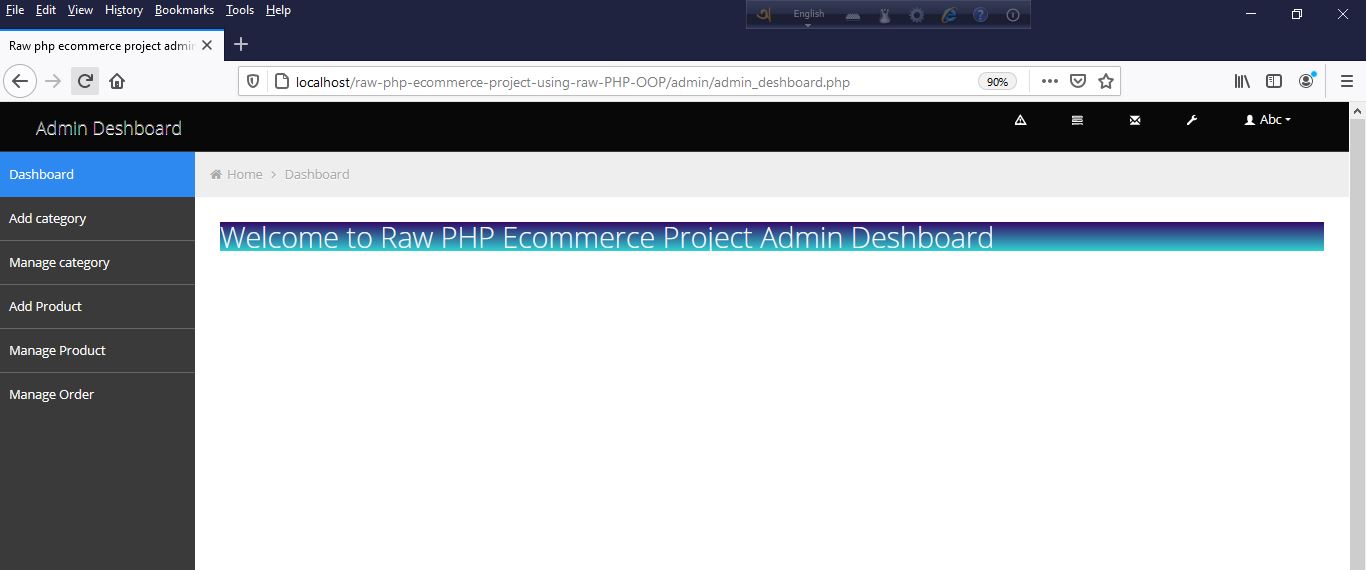 File Edit View History Bookmarks Tools Help
অ English
Raw php ecommerce project admin
localhost/raw-php-ecommerce-project-using-raw-PHP-OOP/admin/admin_deshboard.php 90%
Admin Deshboard
Abc
Dashboard
Home > Dashboard
Add category
Welcome to Raw PHP Ecommerce Project Admin Deshboard
Manage category
Add Product
Manage Product
Manage Order